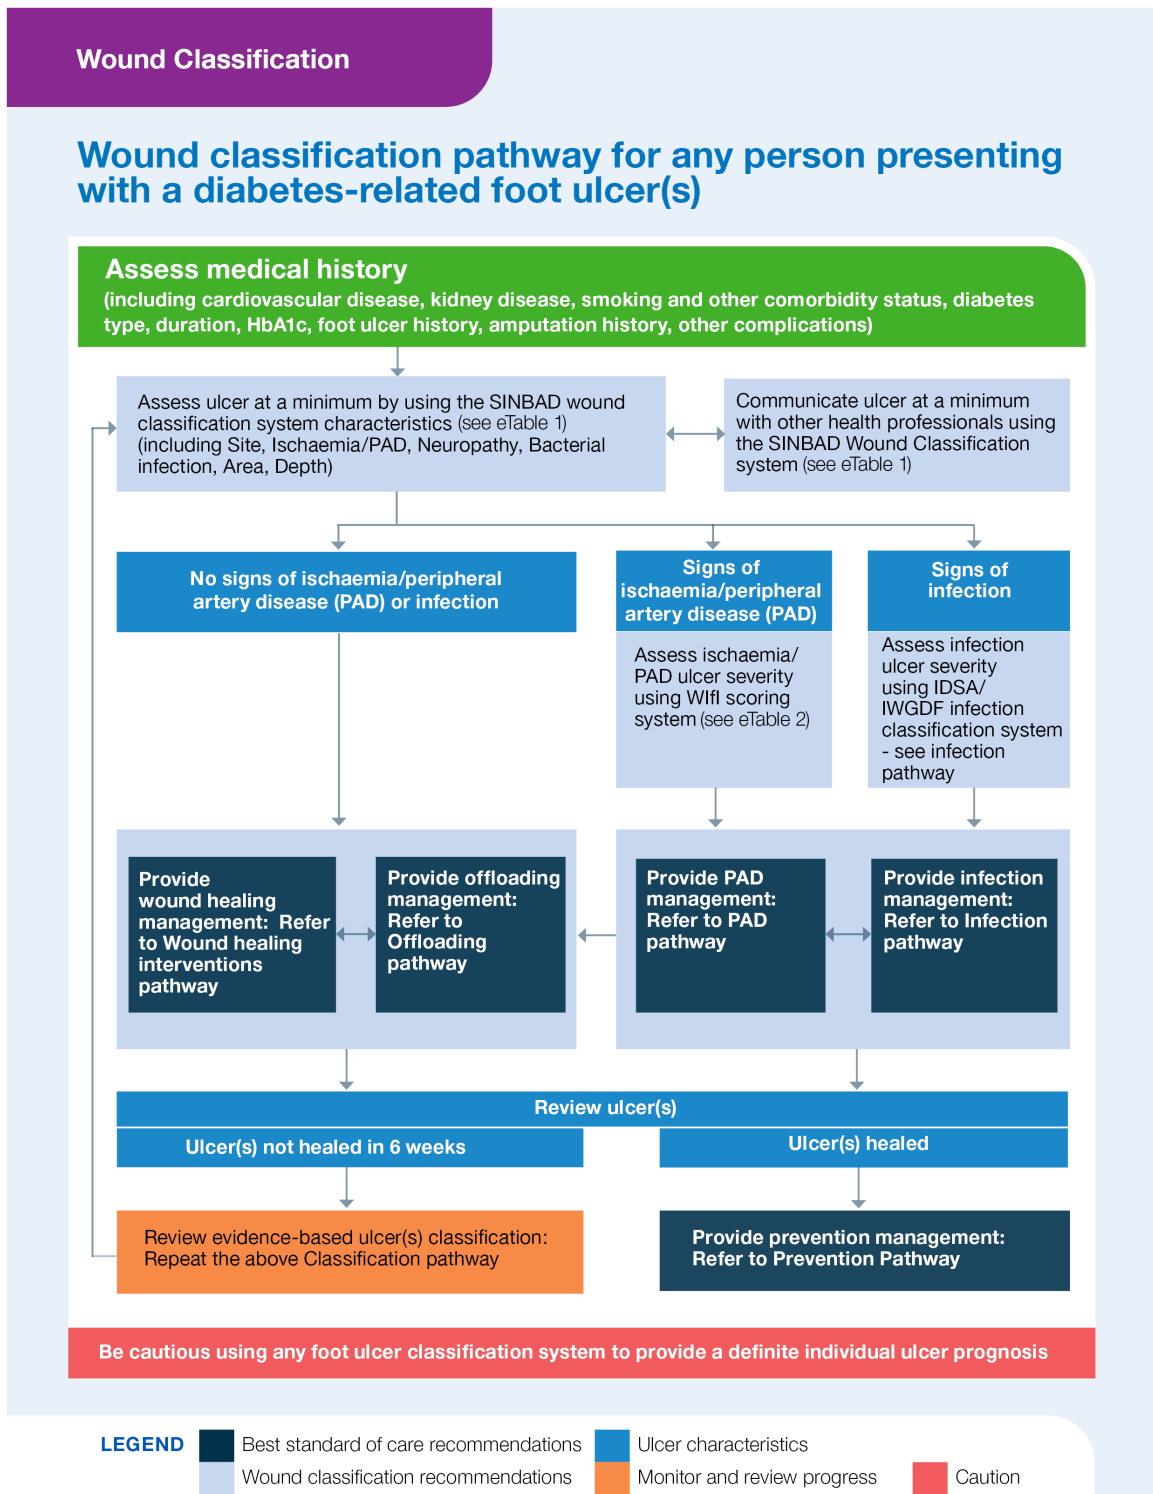 Wound Classification
Wound classification pathway for any person presenting
with a diabetes-related foot ulcer(s)
Assess medical history
(including cardiovascular disease, kidney disease, smoking and other comorbidity status, diabetes
type, duration, HbA1c, foot ulcer history, amputation history, other complications)
Assess ulcer at a minimum by using the SINBAD wound
classification system characteristics (see eTable 1)
(including Site, Ischaemia/PAD, Neuropathy, Bacterial
infection, Area, Depth)
Communicate ulcer at a minimum
with other health professionals using
the SINBAD Wound Classification
system (see eTable 1)
No signs of ischaemia/peripheral
artery disease (PAD) or infection
Signs of
ischaemia/peripheral
artery disease (PAD)
Assess ischaemia/
PAD ulcer severity
using WIfI scoring
system (see eTable 2)
Signs of
infection
Assess infection
ulcer severity
using IDSA/
IWGDF infection
classification system
- see infection
pathway
Provide
wound healing
management:  Refer
to Wound healing
interventions
pathway
Provide offloading
management:
Refer to
Offloading
pathway
Provide PAD
management:
Refer to PAD
pathway
Provide infection
management:
Refer to Infection
pathway
Review ulcer(s)
Ulcer(s) not healed in 6 weeks
Ulcer(s) healed
Review evidence-based ulcer(s) classification:
Repeat the above Classification pathway
Provide prevention management:
Refer to Prevention Pathway
Be cautious using any foot ulcer classification system to provide a definite individual ulcer prognosis
LEGEND
Best standard of care recommendations
Ulcer characteristics
Wound classification recommendations
Monitor and review progress
Caution